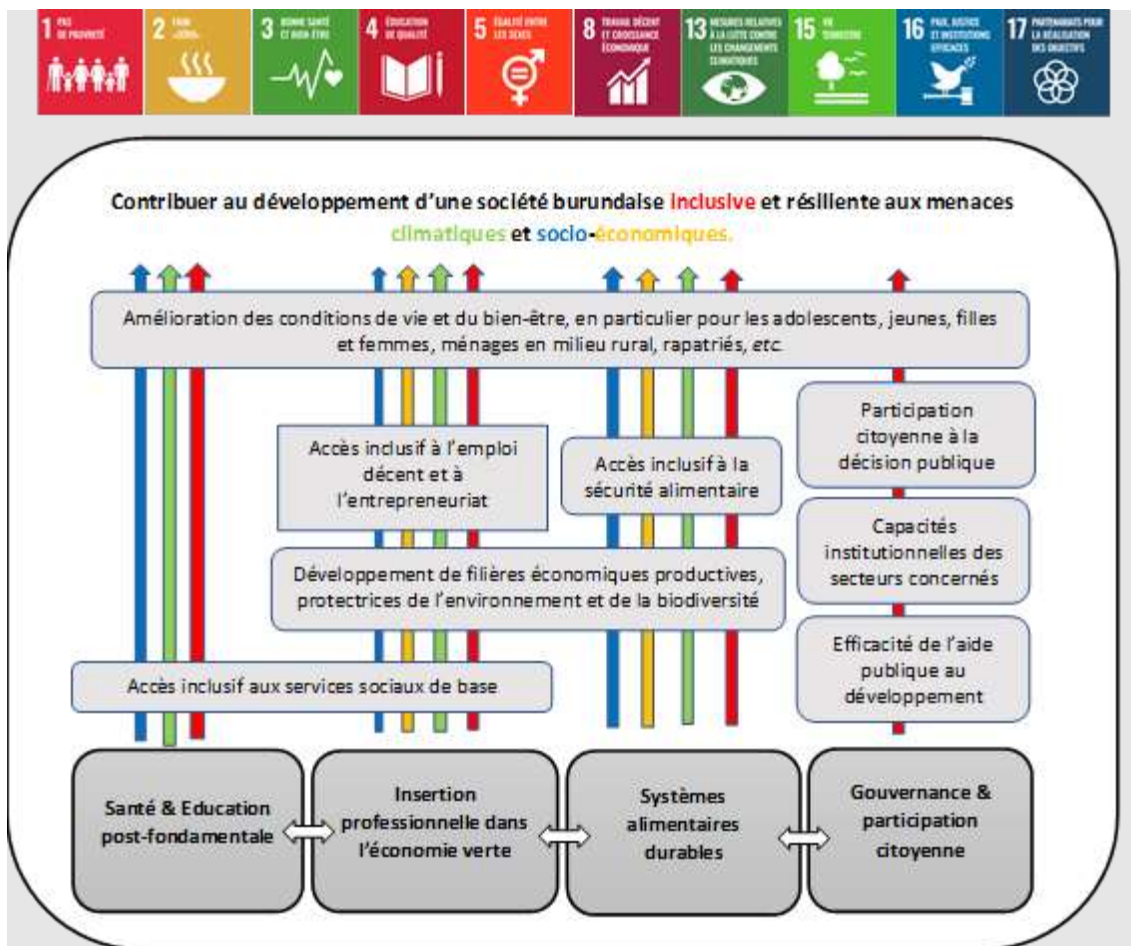 1 PAS
DE PAUVRETÉ
2 FAIM
«ZÉRO»
3 BONNE SANTÉ
ET BIEN-ÊTRE
4 ÉDUCATION
DE QUALITÉ
5 ÉGALITÉ ENTRE
LES SEXES
8 TRAVAIL DÉCENT
ET CROISSANCE
ÉCONOMIQUE
13 MESURES RELATIVES
À LA LUTTE CONTRE
LES CHANGEMENTS
CLIMATIQUES
15 VIE
TERRESTRE
16 PAIX, JUSTICE
ET INSTITUTIONS
EFFICACES
17 PARTENARIATS POUR
LA RÉALISATION
DES OBJECTIFS
Contribuer au développement d'une société burundaise inclusive et résiliente aux menaces
climatiques et socio-économiques.
Amélioration des conditions de vie et du bien-être, en particulier pour les adolescents, jeunes, filles
et femmes, ménages en milieu rural, rapatriés, etc.
Accès inclusif à l'emploi
décent et à
l'entrepreneuriat
Accès inclusif à la
sécurité alimentaire
Participation
citoyenne à la
décision publique
Capacités
institutionnelles des
secteurs concernés
Développement de filières économiques productives,
protectrices de l'environnement et de la biodiversité
Efficacité de l'aide
publique au
développement
Accès inclusif aux services sociaux de base
Santé & Education
post-fondamentale
Insertion
professionnelle dans
l'économie verte
Systèmes
alimentaires
durables
Gouvernance &
participation
citoyenne